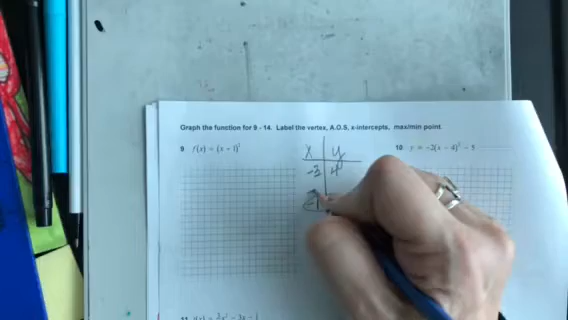 Graph the function for 9 - 14. Label the vertex, A.O.S, x-intercepts, max/min point.
9 f(x) = (x - 1)²
x y
-3 4
-1
10 y = -2(x - 4)² - 5